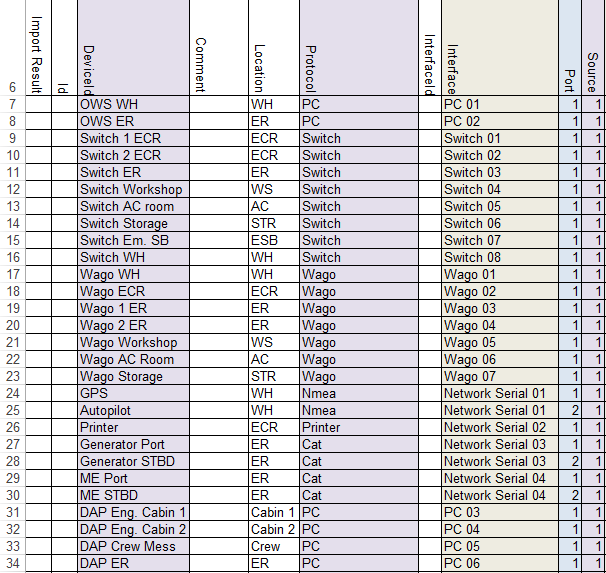 6 Import Result Id DeviceId Comment Location Protocol InterfaceId Interface Port Source
7 OWS WH WH PC PC 01 1 1
8 OWS ER ER PC PC 02 1 1
9 Switch 1 ECR ECR Switch Switch 01 1 1
10 Switch 2 ECR ECR Switch Switch 02 1 1
11 Switch ER ER Switch Switch 03 1 1
12 Switch Workshop WS Switch Switch 04 1 1
13 Switch AC room AC Switch Switch 05 1 1
14 Switch Storage STR Switch Switch 06 1 1
15 Switch Em. SB ESB Switch Switch 07 1 1
16 Switch WH WH Switch Switch 08 1 1
17 Wago WH WH Wago Wago 01 1 1
18 Wago ECR ECR Wago Wago 02 1 1
19 Wago 1 ER ER Wago Wago 03 1 1
20 Wago 2 ER ER Wago Wago 04 1 1
21 Wago Workshop WS Wago Wago 05 1 1
22 Wago AC Room AC Wago Wago 06 1 1
23 Wago Storage STR Wago Wago 07 1 1
24 GPS WH Nmea Network Serial 01 1 1
25 Autopilot WH Nmea Network Serial 01 2 1
26 Printer ECR Printer Network Serial 02 1 1
27 Generator Port ER Cat Network Serial 03 1 1
28 Generator STBD ER Cat Network Serial 03 2 1
29 ME Port ER Cat Network Serial 04 1 1
30 ME STBD ER Cat Network Serial 04 2 1
31 DAP Eng. Cabin 1 Cabin 1 PC PC 03 1 1
32 DAP Eng. Cabin 2 Cabin 2 PC PC 04 1 1
33 DAP Crew Mess Crew PC PC 05 1 1
34 DAP ER ER PC PC 06 1 1